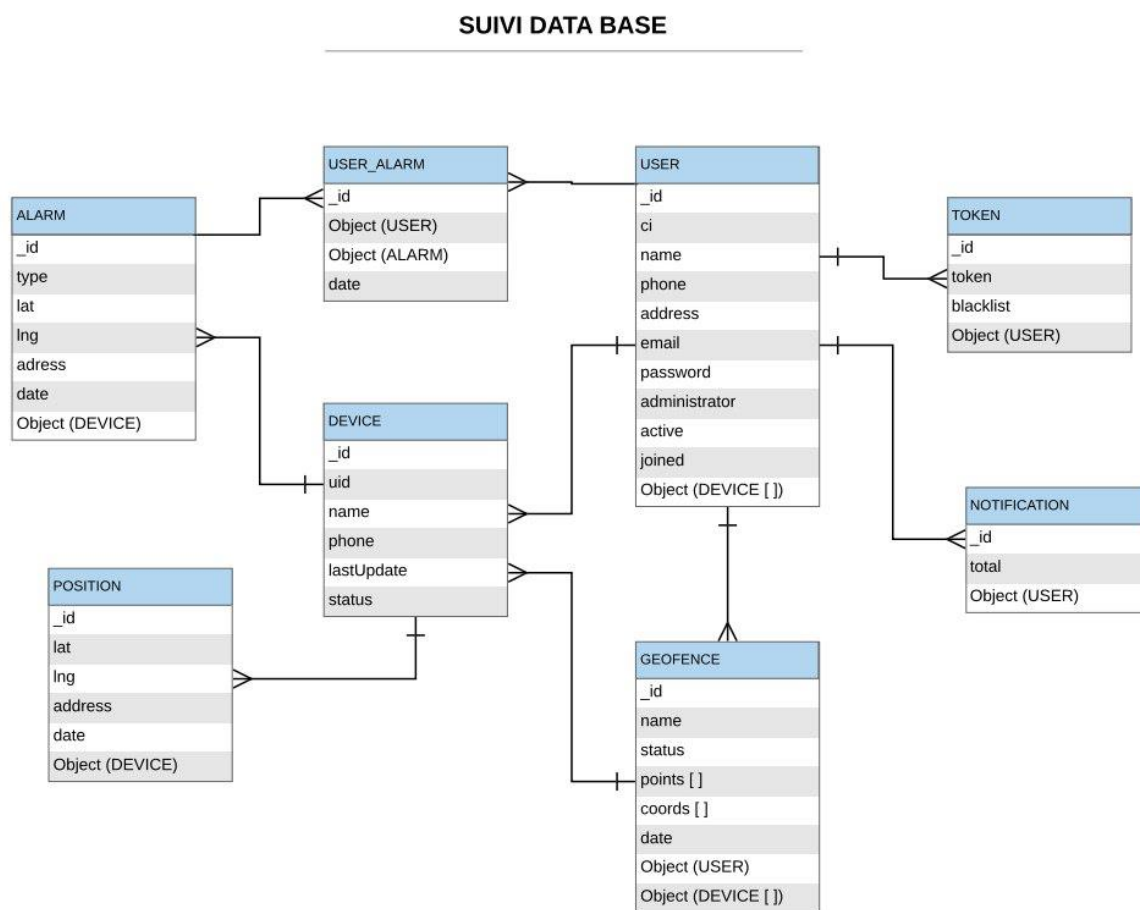 SUIVI DATA BASE
USER_ALARM
_id
Object (USER)
Object (ALARM)
date
USER
_id
ci
name
phone
address
email
password
administrator
active
joined
Object (DEVICE [ ])
ALARM
_id
type
lat
lng
adress
date
Object (DEVICE)
TOKEN
_id
token
blacklist
Object (USER)
DEVICE
_id
uid
name
phone
lastUpdate
status
NOTIFICATION
_id
total
Object (USER)
POSITION
_id
lat
lng
address
date
Object (DEVICE)
GEOFENCE
_id
name
status
points [ ]
coords [ ]
date
Object (USER)
Object (DEVICE [ ])